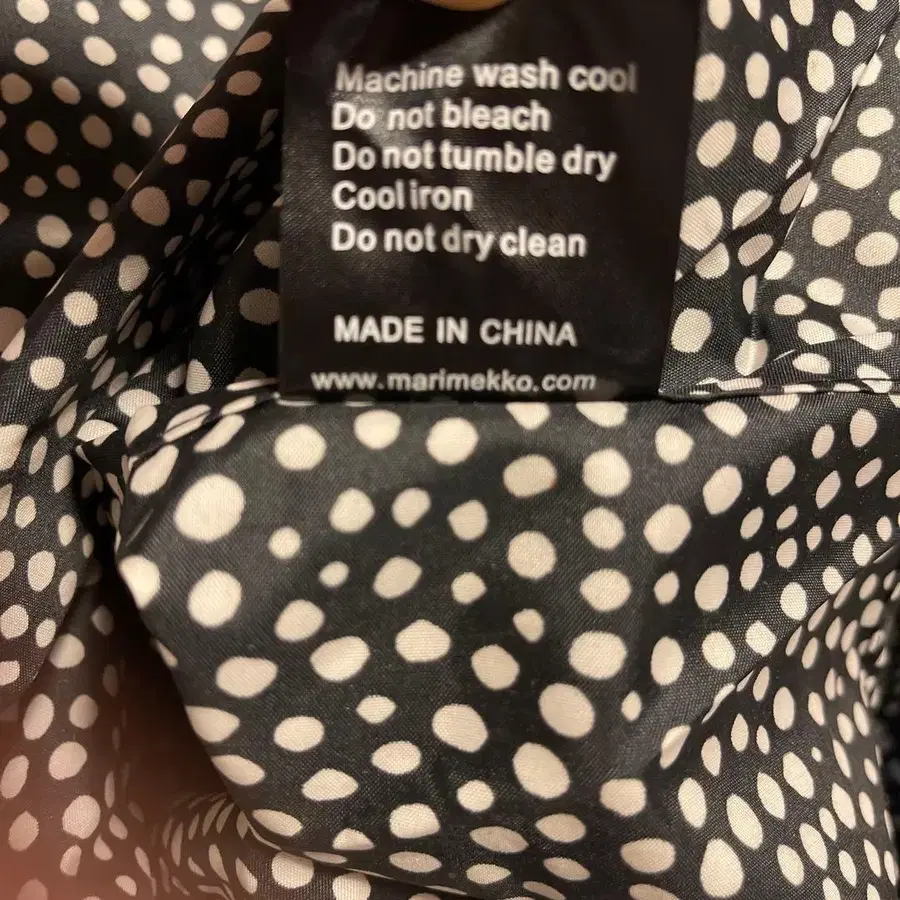 Machine wash cool
Do not bleach
Do not tumble dry
Cool iron
Do not dry clean
MADE IN CHINA
www.marimekko.com